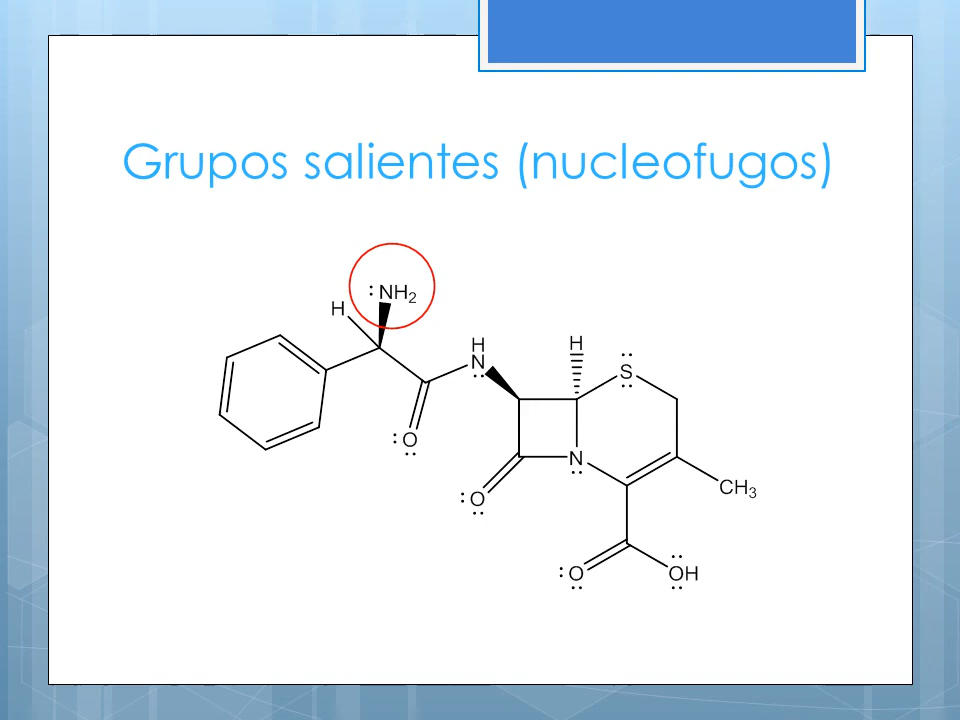 Grupos salientes (nucleofugos)
:NH₂
H
H
N
H
S
O
N
O
CH₃
O
OH